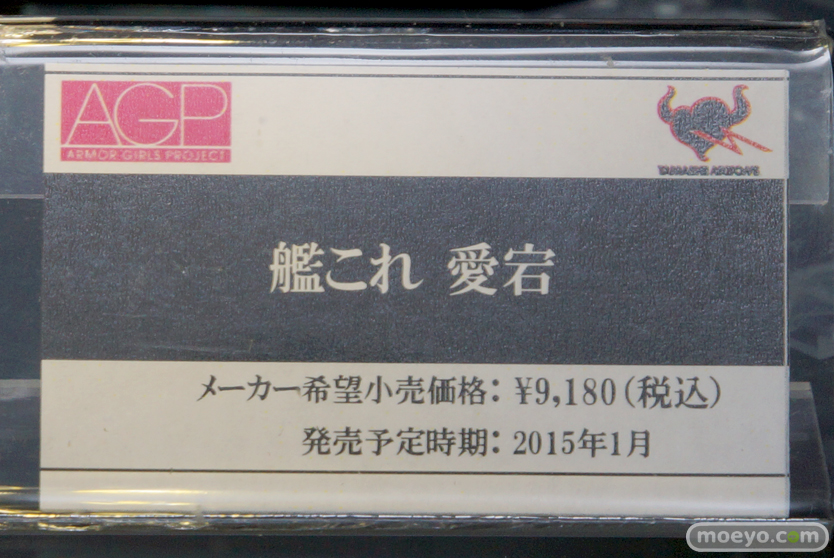 AGP
ARMOR GIRLS PROJECT
艦これ 愛宕
メーカー希望小売価格：¥9,180（税込）
発売予定時期：2015年1月
moeyo.com